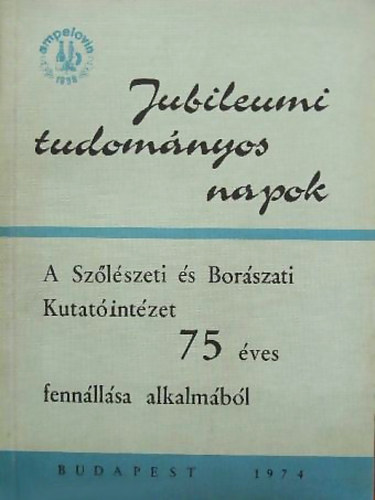 ampelovin
1898
Jubileumi
tudományos
napok
A Szőlészeti és Borászati
Kutatóintézet
75 éves
fennállása alkalmából
BUDAPEST 1974